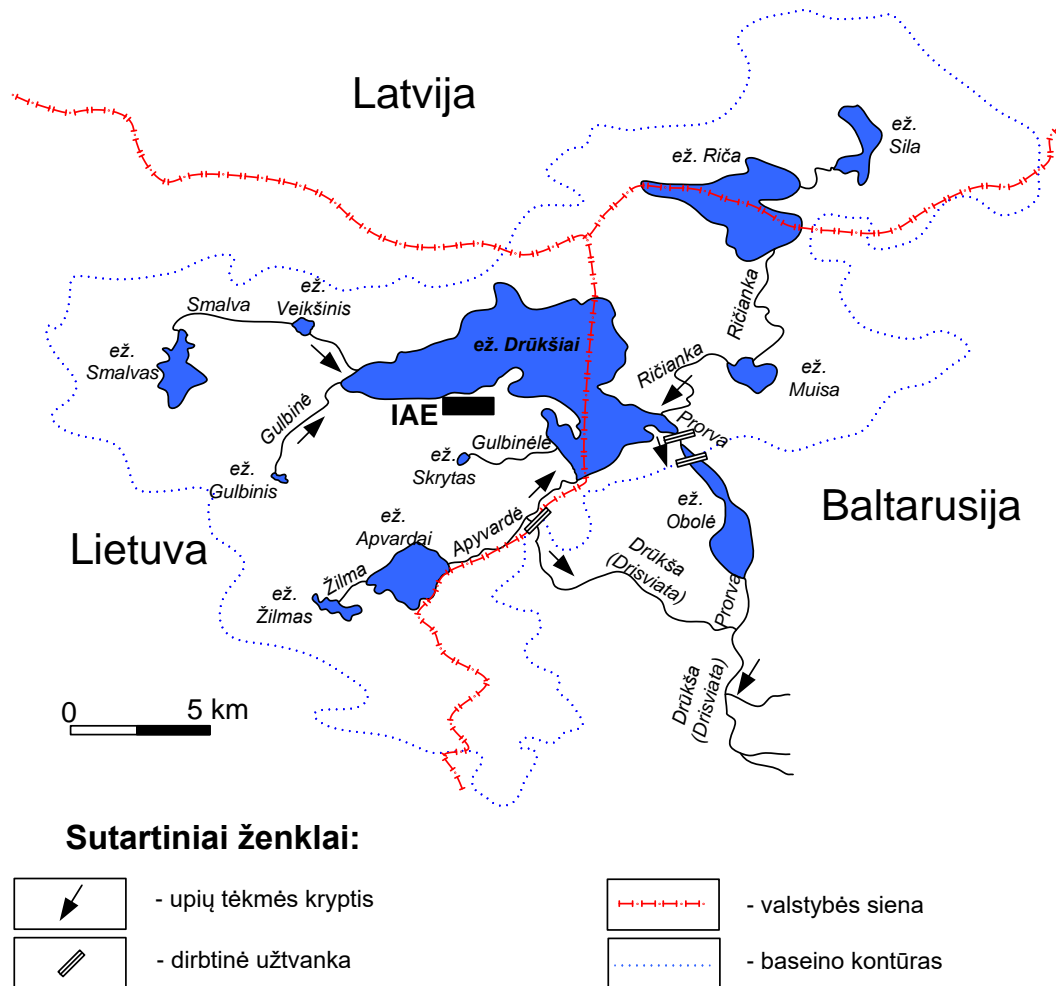 Latvija
ež.
Sila
ež. Riča
Ričianka
ež.
Veikšinis
Smalva
ež.
Smalvas
ež. Drūkšiai
Ričianka
ež.
Muisa
Gulbinė
IAE
Prorva
Gulbinėlė
ež.
Skrytas
ež.
Gulbinis
ež.
Obolė
Baltarusija
Lietuva
ež.
Apvardai
Apyvardė
Drūkša
(Drisviata)
Žilma
ež.
Žilmas
Prorva
Drūkša
(Drisviata)
0 5 km
Sutartiniai ženklai:
- upių tėkmės kryptis
- valstybės siena
- dirbtinė užtvanka
- baseino kontūras